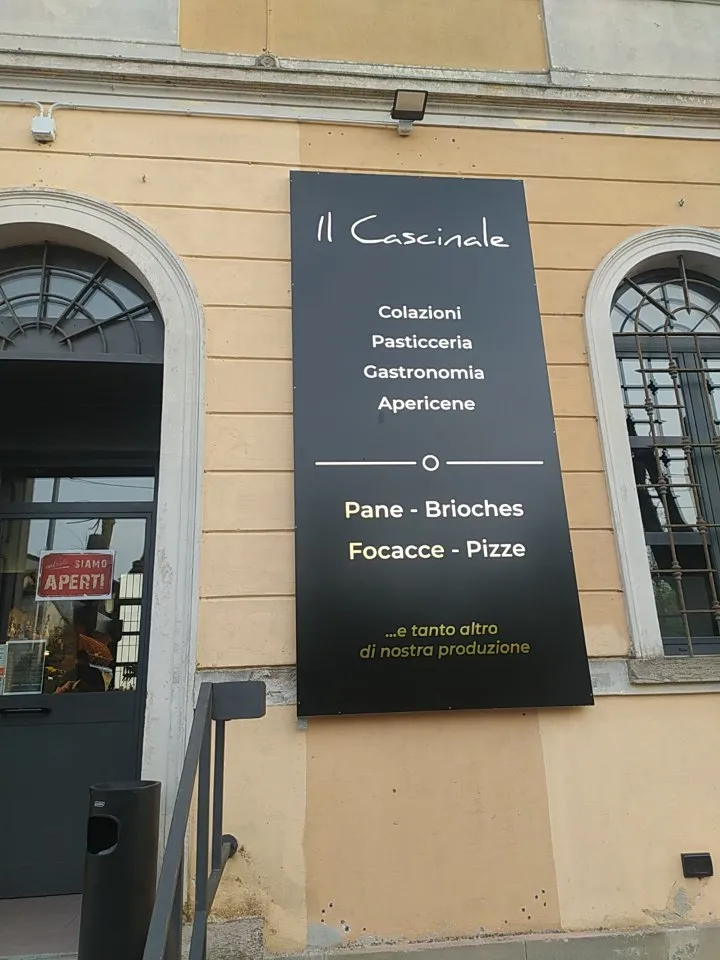 Il Cascinale
Colazioni
Pasticceria
Gastronomia
Apericene
Pane - Brioches
Focacce - Pizze
...e tanto altro
di nostra produzione
SIAMO
APERTI